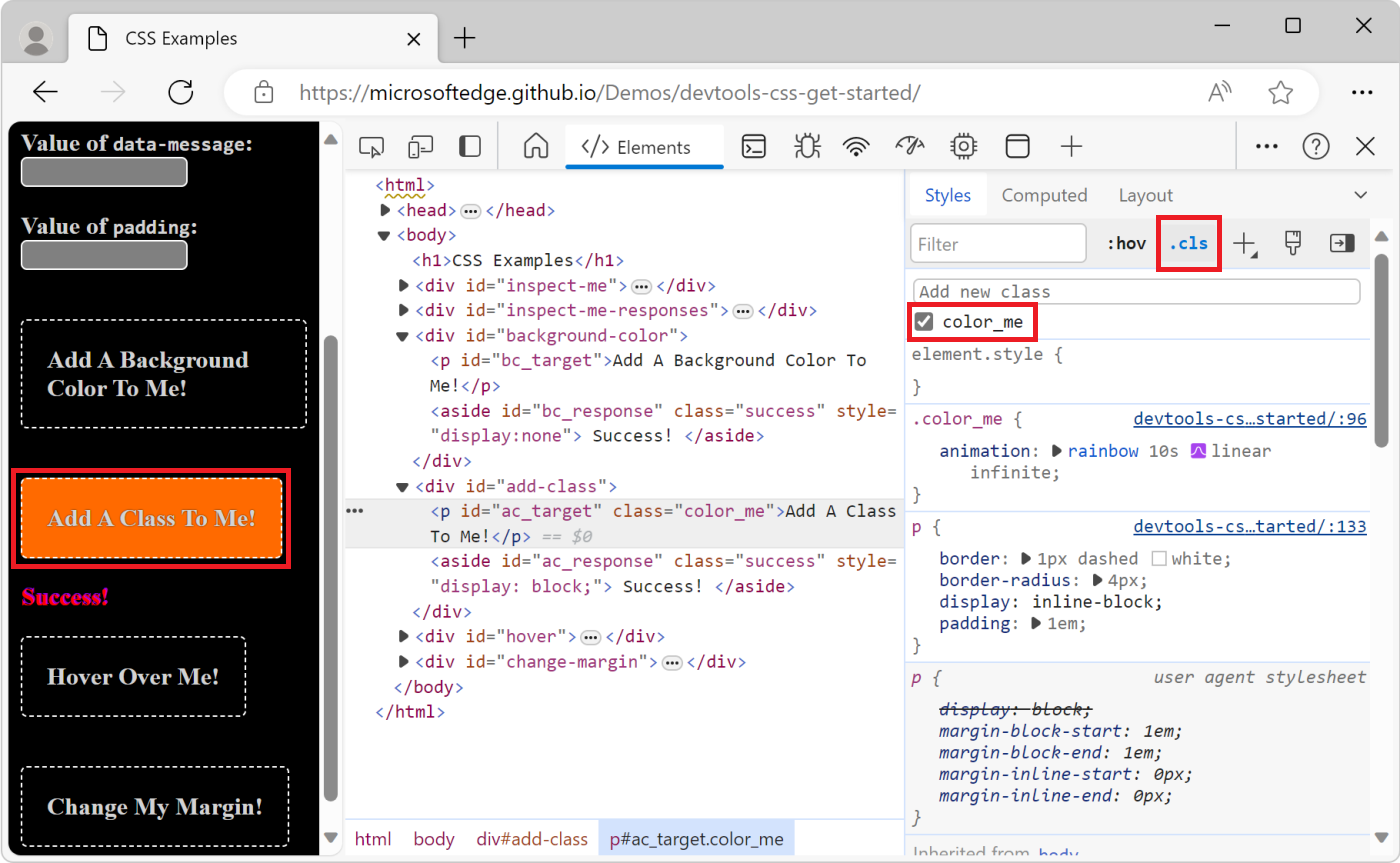 CSS Examples
https://microsoftedge.github.io/Demos/devtools-css-get-started/
Value of data-message:
Value of padding:
Add A Background
Color To Me!
Add A Class To Me!
Success!
Hover Over Me!
Change My Margin!
</> Elements
<html>
<head> ••• </head>
<body>
<h1>CSS Examples</h1>
<div id="inspect-me"> ••• </div>
<div id="inspect-me-responses"> ••• </div>
<div id="background-color">
<p id="bc_target">Add A Background Color To
Me!</p>
<aside id="bc_response" class="success" style=
"display:none"> Success! </aside>
</div>
<div id="add-class">
<p id="ac_target" class="color_me">Add A Class
To Me!</p> == $0
<aside id="ac_response" class="success" style=
"display: block;"> Success! </aside>
</div>
<div id="hover"> ••• </div>
<div id="change-margin"> ••• </div>
</body>
</html>
html body div#add-class p#ac_target.color_me
Styles Computed Layout
Filter :hov .cls
Add new class
color_me
element.style {
}
.color_me { devtools-cs…started/:96
animation: rainbow 10s linear
infinite;
}
p { devtools-cs…tarted/:133
border: 1px dashed white;
border-radius: 4px;
display: inline-block;
padding: 1em;
}
p { user agent stylesheet
display: block;
margin-block-start: 1em;
margin-block-end: 1em;
margin-inline-start: 0px;
margin-inline-end: 0px;
}
Inherited from body